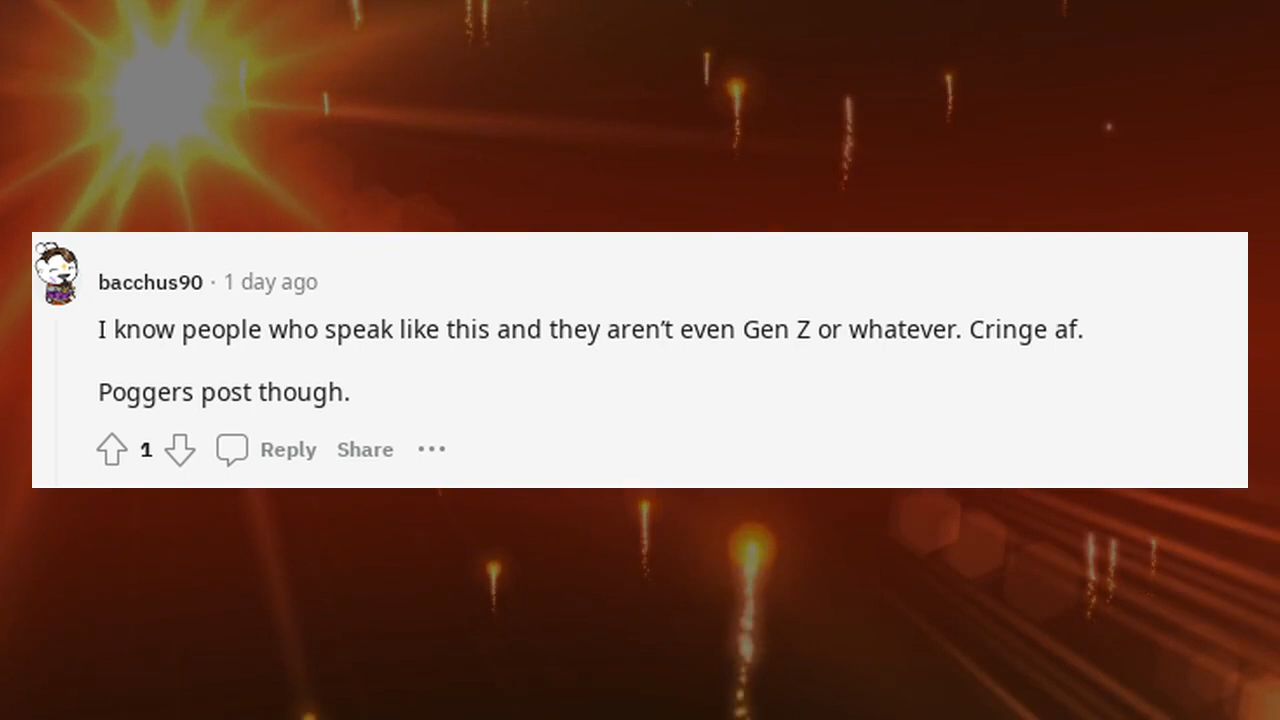 bacchus90 · 1 day ago
I know people who speak like this and they aren’t even Gen Z or whatever. Cringe af.
Poggers post though.
1 Reply Share ···